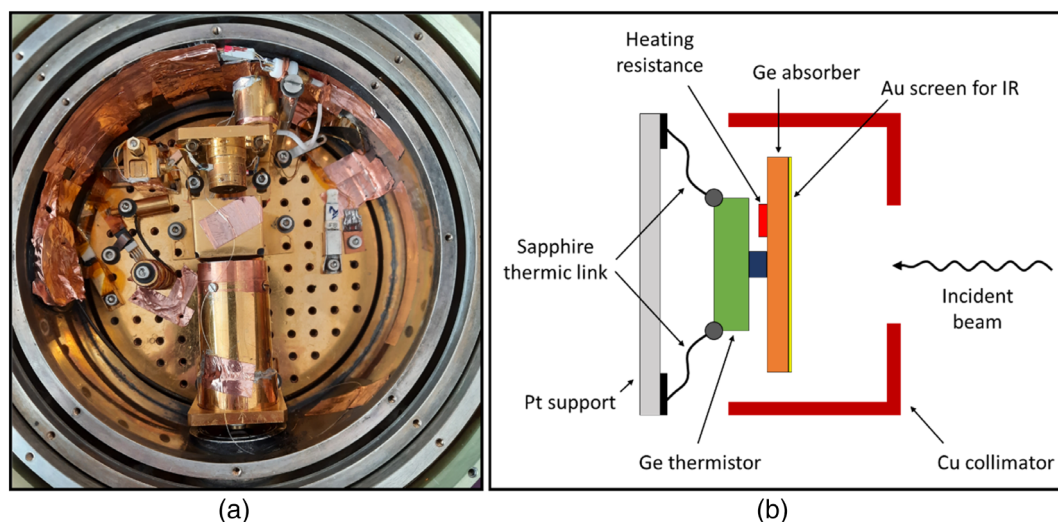 Heating
resistance
Ge absorber
Au screen for IR
Sapphire
thermic link
Incident
beam
Pt support
Ge thermistor
Cu collimator
(a)
(b)